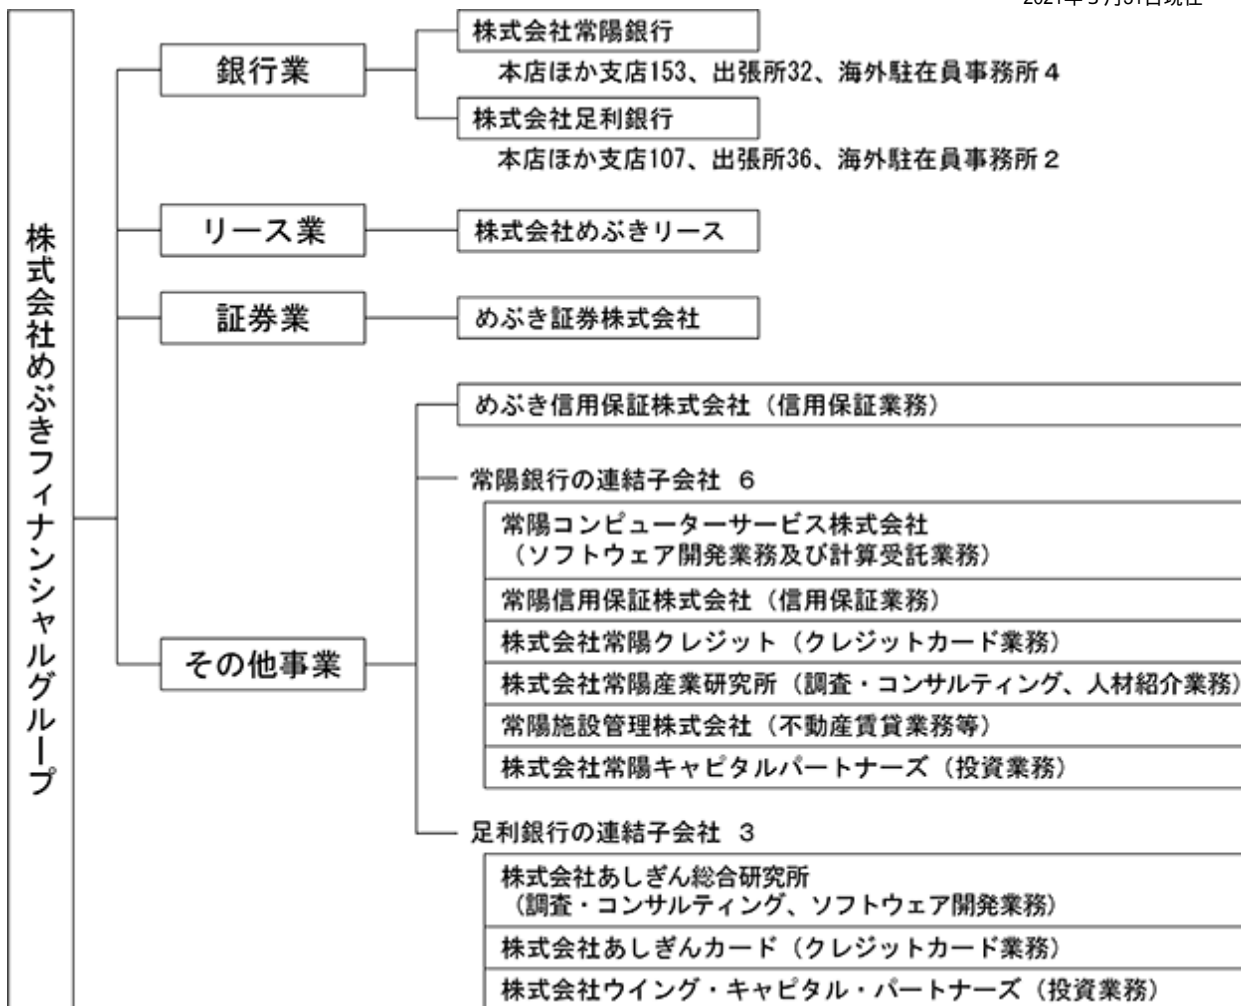 2021年3月31日現在
株式会社めぶきフィナンシャルグループ
銀行業
株式会社常陽銀行
本店ほか支店153、出張所32、海外駐在員事務所4
株式会社足利銀行
本店ほか支店107、出張所36、海外駐在員事務所2
リース業
株式会社めぶきリース
証券業
めぶき証券株式会社
その他事業
めぶき信用保証株式会社（信用保証業務）
常陽銀行の連結子会社 6
常陽コンピューターサービス株式会社
（ソフトウェア開発業務及び計算受託業務）
常陽信用保証株式会社（信用保証業務）
株式会社常陽クレジット（クレジットカード業務）
株式会社常陽産業研究所（調査・コンサルティング、人材紹介業務）
常陽施設管理株式会社（不動産賃貸業務等）
株式会社常陽キャピタルパートナーズ（投資業務）
足利銀行の連結子会社 3
株式会社あしぎん総合研究所
（調査・コンサルティング、ソフトウェア開発業務）
株式会社あしぎんカード（クレジットカード業務）
株式会社ウイング・キャピタル・パートナーズ（投資業務）